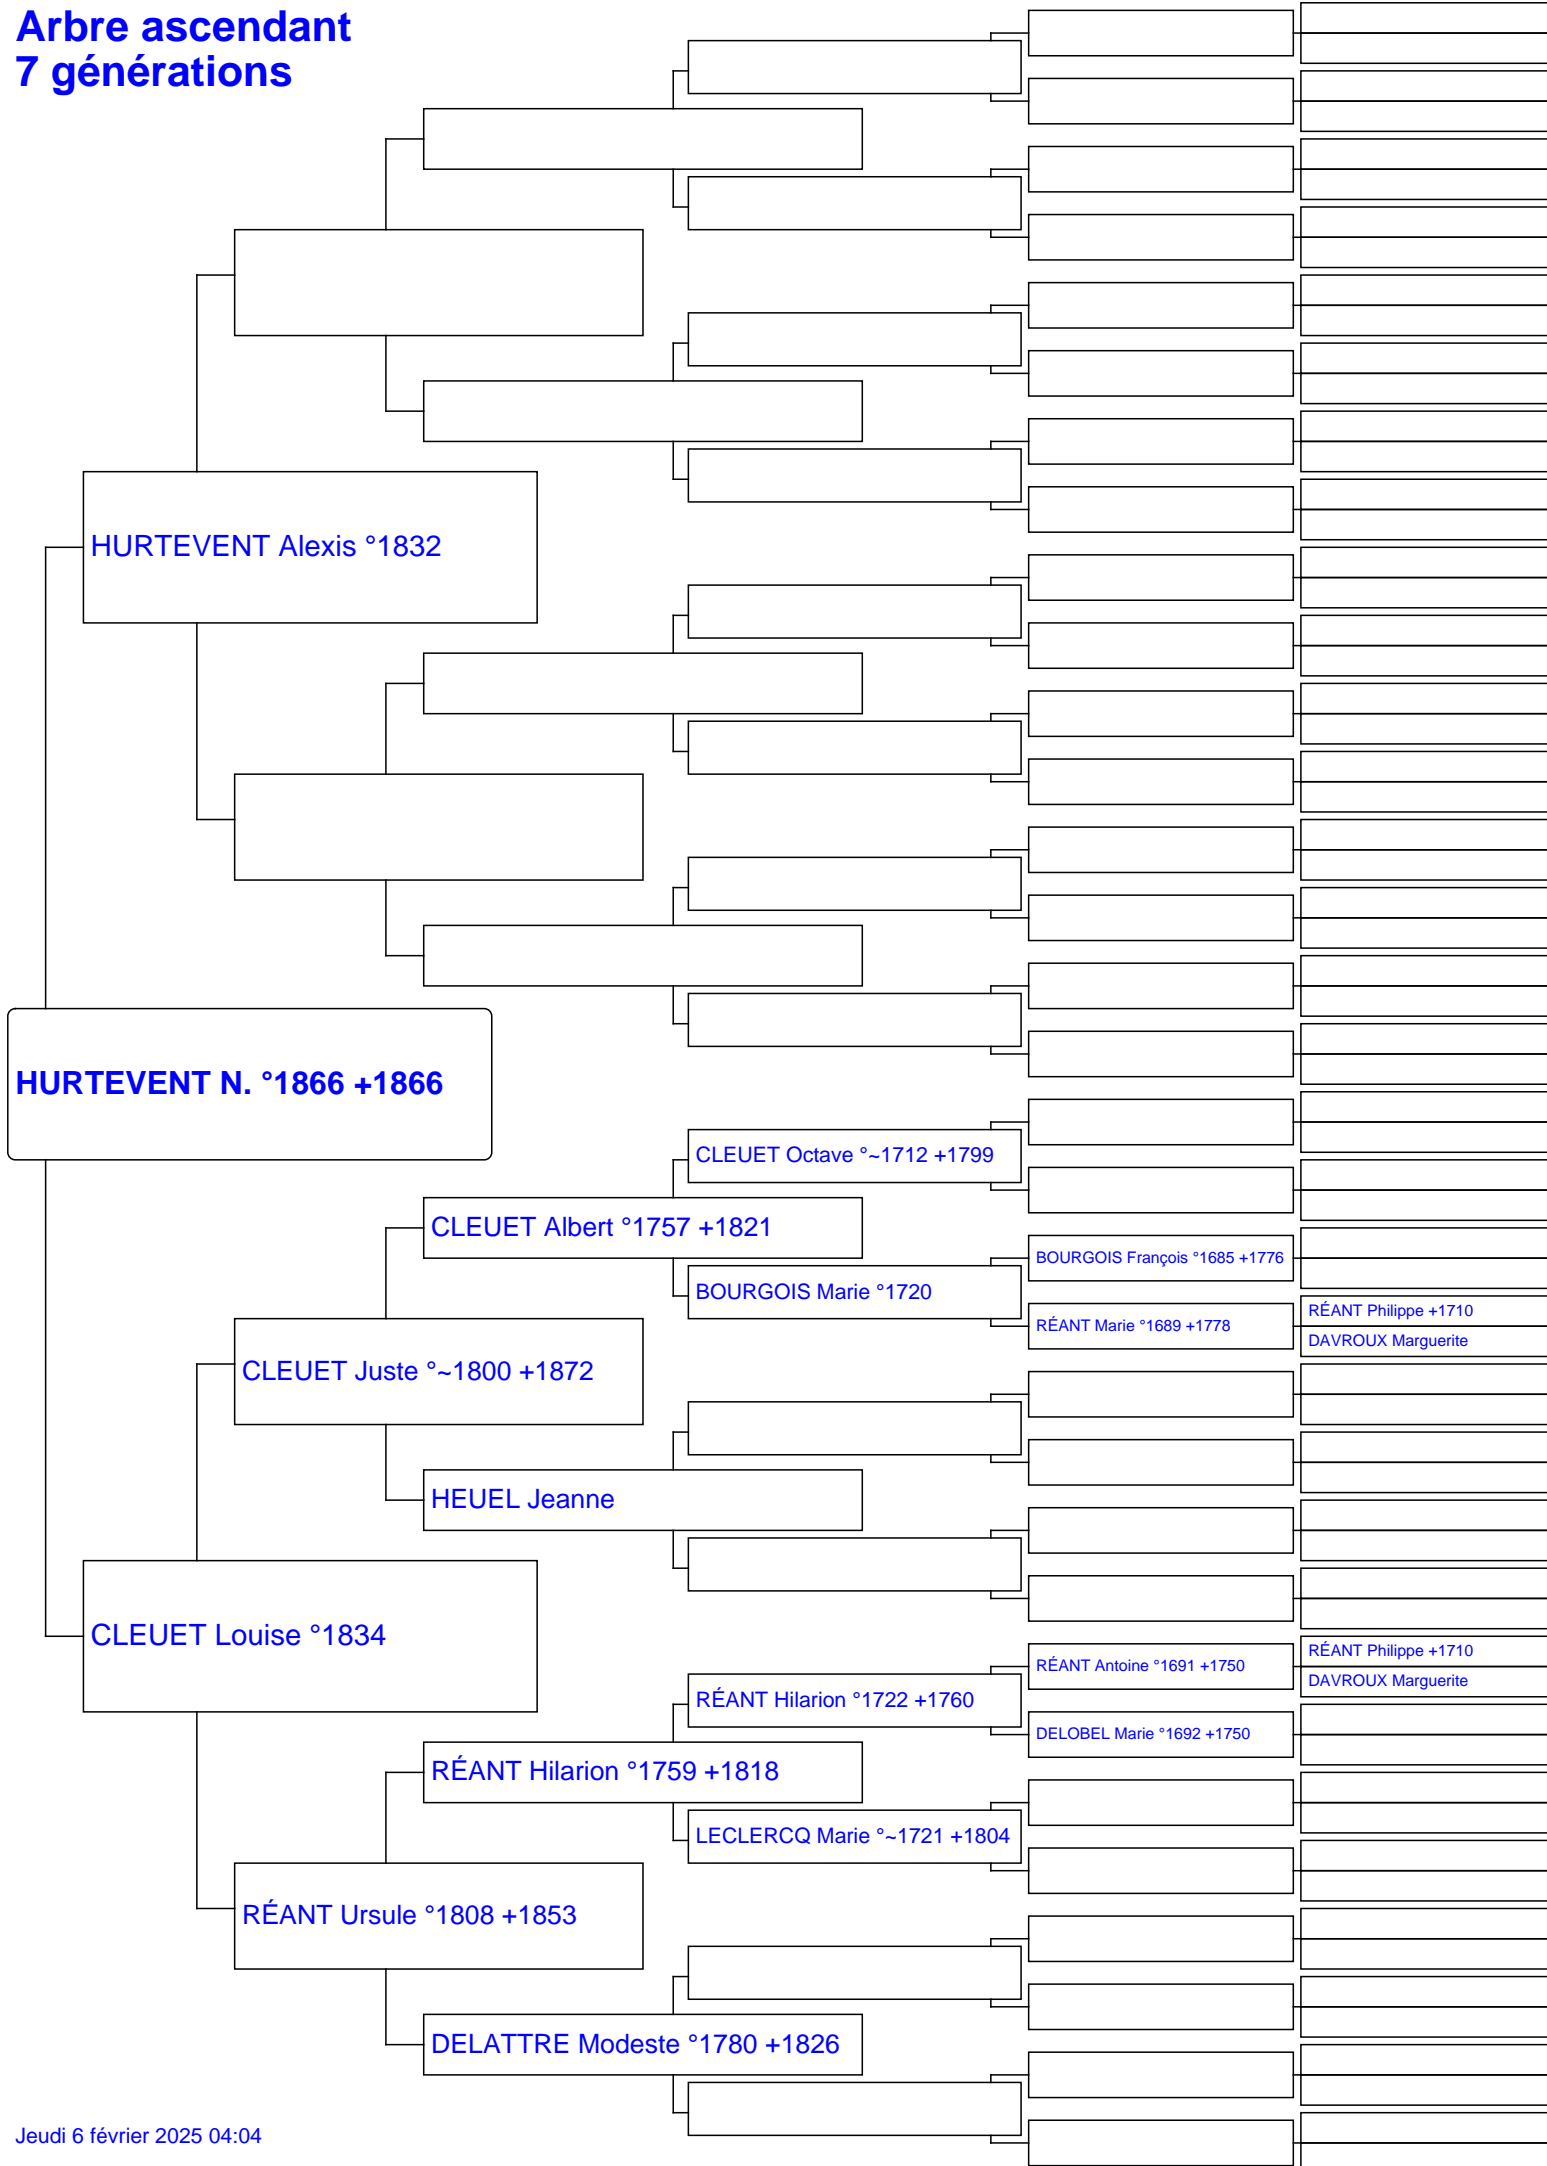 Arbre ascendant
7 générations
HURTEVENT Alexis °1832
HURTEVENT N. °1866 +1866
CLEUET Octave °~1712 +1799
CLEUET Albert °1757 +1821
BOURGOIS François °1685 +1776
BOURGOIS Marie °1720
RÉANT Philippe +1710
RÉANT Marie °1689 +1778
DAVROUX Marguerite
CLEUET Juste °~1800 +1872
HEUEL Jeanne
CLEUET Louise °1834
RÉANT Philippe +1710
RÉANT Antoine °1691 +1750
DAVROUX Marguerite
RÉANT Hilarion °1722 +1760
DELOBEL Marie °1692 +1750
RÉANT Hilarion °1759 +1818
LECLERCQ Marie °~1721 +1804
RÉANT Ursule °1808 +1853
DELATTRE Modeste °1780 +1826
Jeudi 6 février 2025 04:04